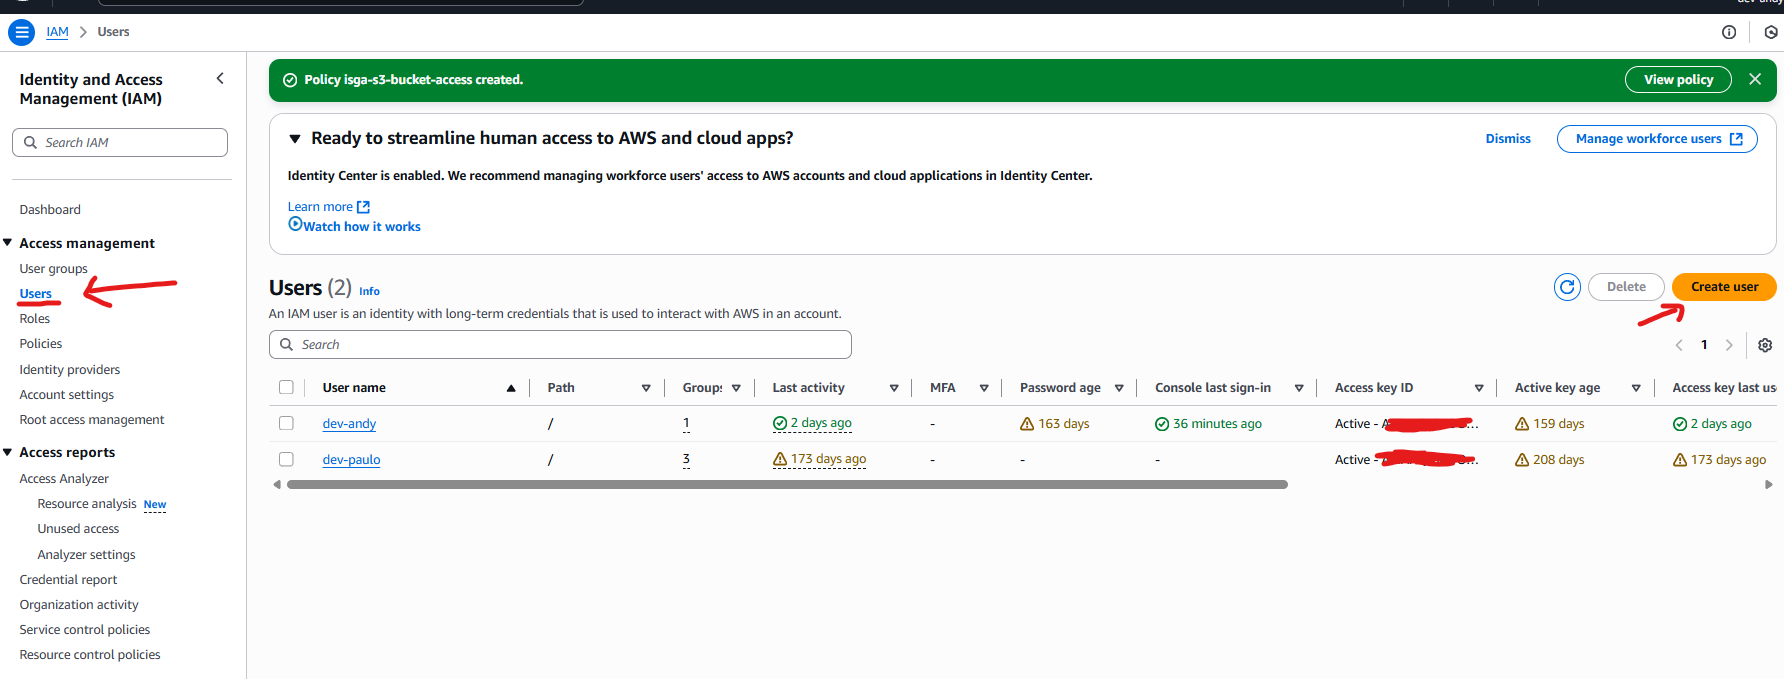 IAM > Users
Identity and Access
Management (IAM)
Search IAM
Dashboard
Access management
User groups
Users
Roles
Policies
Identity providers
Account settings
Root access management
Access reports
Access Analyzer
Resource analysis New
Unused access
Analyzer settings
Credential report
Organization activity
Service control policies
Resource control policies
Policy isga-s3-bucket-access created.
View policy
Ready to streamline human access to AWS and cloud apps?
Dismiss
Manage workforce users
Identity Center is enabled. We recommend managing workforce users' access to AWS accounts and cloud applications in Identity Center.
Learn more
Watch how it works
Users (2) Info
Delete
Create user
An IAM user is an identity with long-term credentials that is used to interact with AWS in an account.
Search
1
User name Path Groups Last activity MFA Password age Console last sign-in Access key ID Active key age Access key last us
dev-andy / 1 2 days ago - 163 days 36 minutes ago Active - 159 days 2 days ago
dev-paulo / 3 173 days ago - - - Active - 208 days 173 days ago